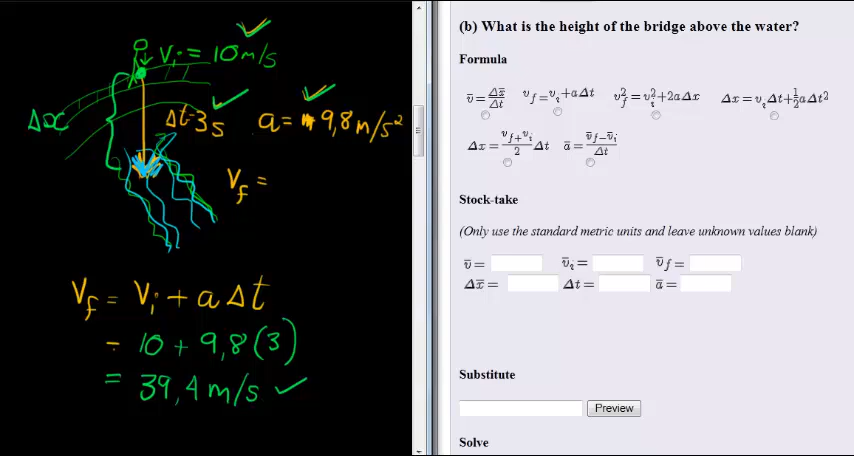 Vi = 10 m/s
Δx
Δt=3s
a = 9,8 m/s²
Vf =
Vf = Vi + a Δt
= 10 + 9,8 (3)
= 39,4 m/s ✓
(b) What is the height of the bridge above the water?
Formula
v̄ = Δx̄/Δt
vf = vi + aΔt
vf² = vi² + 2aΔx
Δx = viΔt + ½aΔt²
Δx = (vf + vi)/2 Δt
ā = (v̄f − v̄i)/Δt
Stock-take
(Only use the standard metric units and leave unknown values blank)
v̄ =
v̄i =
v̄f =
Δx̄ =
Δt =
ā =
Substitute
Preview
Solve